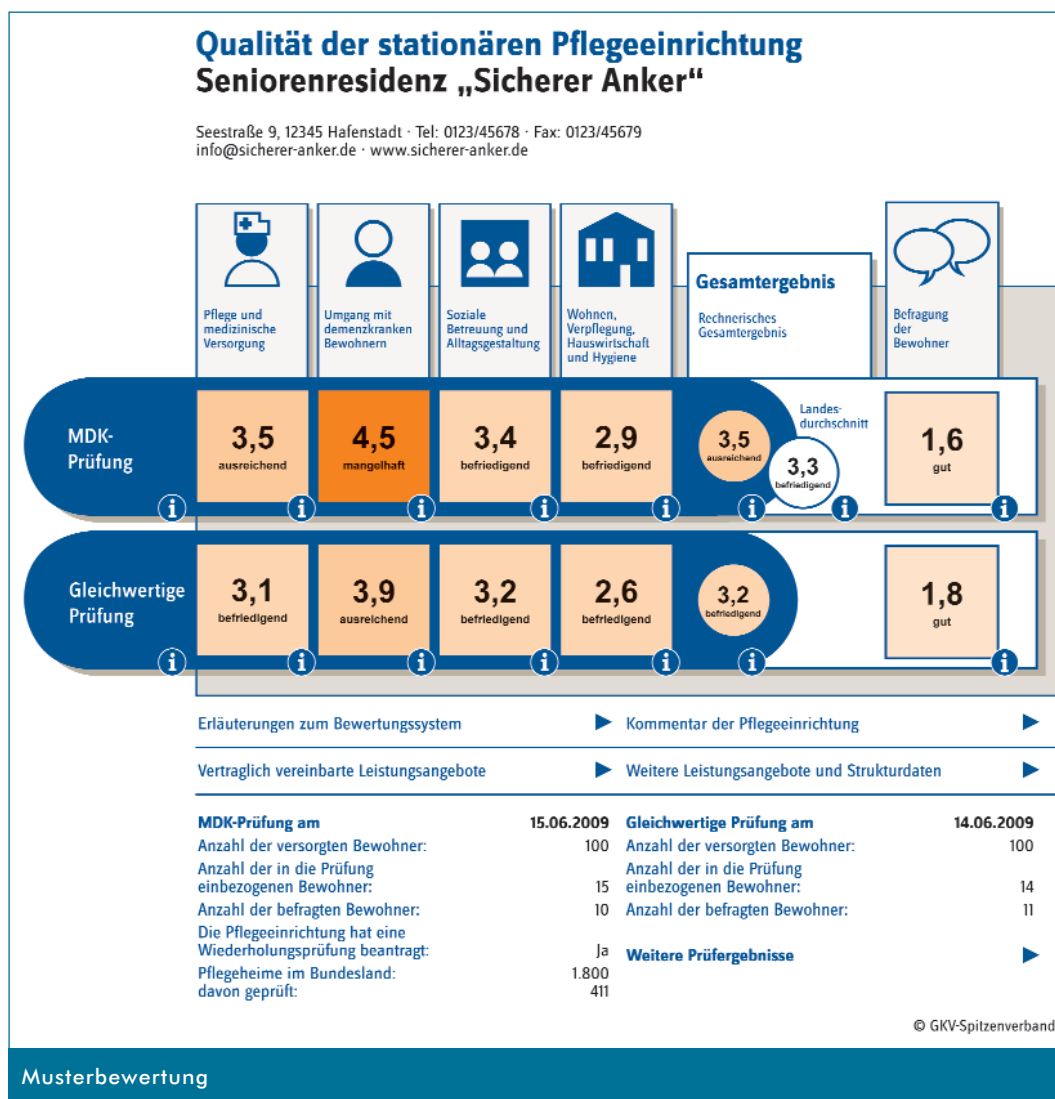 Qualität der stationären Pflegeeinrichtung
Seniorenresidenz „Sicherer Anker“
Seestraße 9, 12345 Hafenstadt · Tel: 0123/45678 · Fax: 0123/45679
info@sicherer-anker.de · www.sicherer-anker.de
Pflege und
medizinische
Versorgung
Umgang mit
demenzkranken
Bewohnern
Soziale
Betreuung und
Alltagsgestaltung
Wohnen,
Verpflegung,
Hauswirtschaft
und Hygiene
Gesamtergebnis
Rechnerisches
Gesamtergebnis
Befragung
der
Bewohner
MDK-
Prüfung
3,5
ausreichend
4,5
mangelhaft
3,4
befriedigend
2,9
befriedigend
3,5
ausreichend
Landes-
durchschnitt
3,3
befriedigend
1,6
gut
i i i i i i i i
Gleichwertige
Prüfung
3,1
befriedigend
3,9
ausreichend
3,2
befriedigend
2,6
befriedigend
3,2
befriedigend
1,8
gut
i i i i i i i
Erläuterungen zum Bewertungssystem
Kommentar der Pflegeeinrichtung
Vertraglich vereinbarte Leistungsangebote
Weitere Leistungsangebote und Strukturdaten
MDK-Prüfung am 15.06.2009
Anzahl der versorgten Bewohner: 100
Anzahl der in die Prüfung
einbezogenen Bewohner: 15
Anzahl der befragten Bewohner: 10
Die Pflegeeinrichtung hat eine
Wiederholungsprüfung beantragt: Ja
Pflegeheime im Bundesland: 1.800
davon geprüft: 411
Gleichwertige Prüfung am 14.06.2009
Anzahl der versorgten Bewohner: 100
Anzahl der in die Prüfung
einbezogenen Bewohner: 14
Anzahl der befragten Bewohner: 11
Weitere Prüfergebnisse
© GKV-Spitzenverband
Musterbewertung